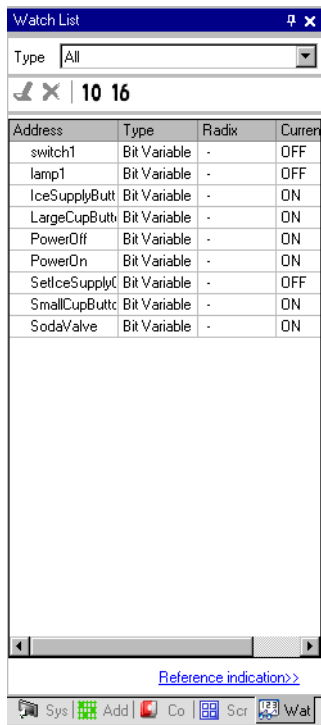 Watch List
Type All
10 16
Address Type Radix Curren
switch1 Bit Variable - OFF
lamp1 Bit Variable - OFF
IceSupplyButt Bit Variable - ON
LargeCupButt Bit Variable - ON
PowerOff Bit Variable - ON
PowerOn Bit Variable - ON
SetIceSupply Bit Variable - OFF
SmallCupButt Bit Variable - ON
SodaValve Bit Variable - ON
Reference indication>>
Sys Add Co Scr Wat